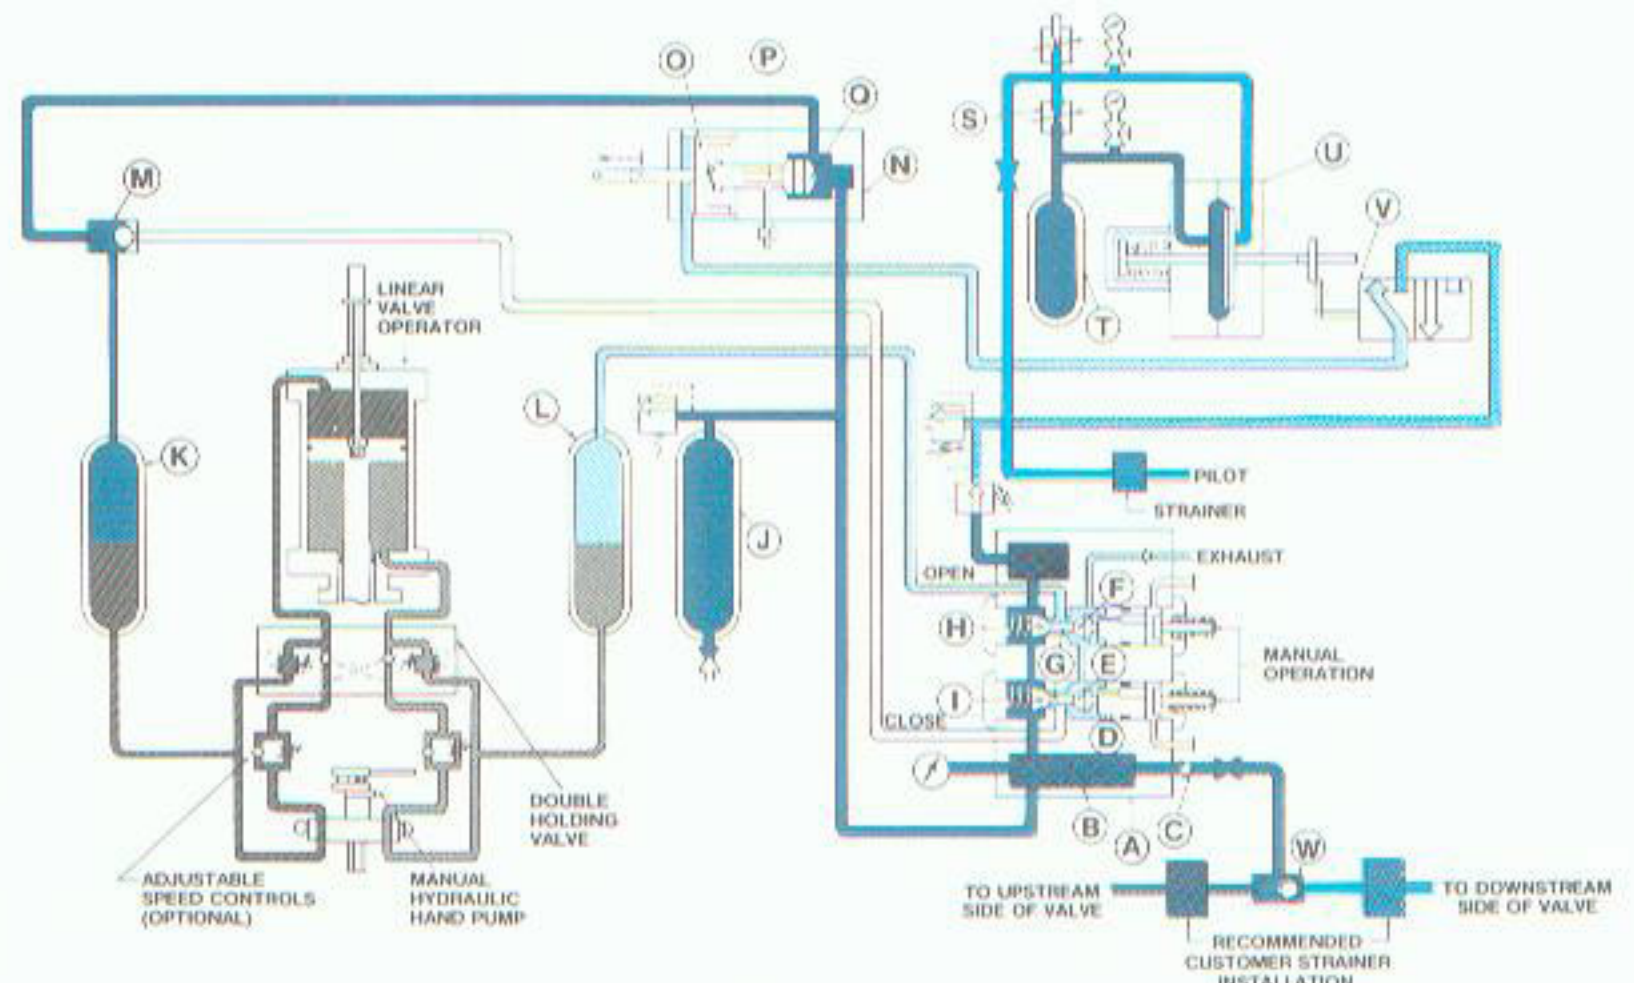 O
P
Q
S
N
U
M
V
LINEAR
VALVE
OPERATOR
T
L
K
PILOT
STRAINER
J
EXHAUST
OPEN
F
H
G
E
MANUAL
OPERATION
I
CLOSE
D
B
A
C
W
DOUBLE
HOLDING
VALVE
ADJUSTABLE
SPEED CONTROLS
(OPTIONAL)
MANUAL
HYDRAULIC
HAND PUMP
TO UPSTREAM
SIDE OF VALVE
TO DOWNSTREAM
SIDE OF VALVE
RECOMMENDED
CUSTOMER STRAINER
INSTALLATION